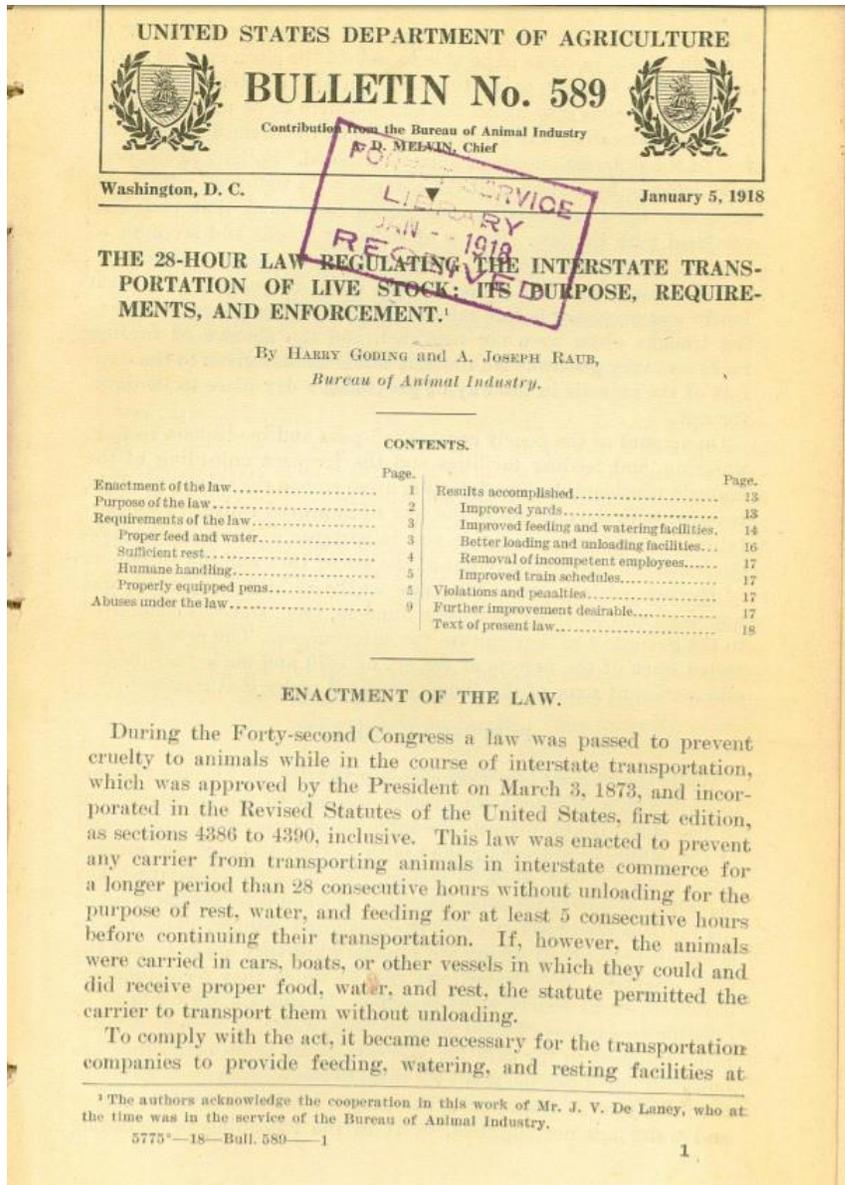 UNITED STATES DEPARTMENT OF AGRICULTURE
BULLETIN No. 589
Contribution from the Bureau of Animal Industry
A. D. MELVIN, Chief
Washington, D. C.
January 5, 1918
SERVICE
LIBRARY
JAN - 1918
RECEIVED
THE 28-HOUR LAW REGULATING THE INTERSTATE TRANS-
PORTATION OF LIVE STOCK: ITS PURPOSE, REQUIRE-
MENTS, AND ENFORCEMENT.¹
By HARRY GODING and A. JOSEPH RAUB,
Bureau of Animal Industry.
CONTENTS.
Page.
Enactment of the law 1
Purpose of the law 2
Requirements of the law 3
Proper feed and water 3
Sufficient rest 4
Humane handling 5
Properly equipped pens 5
Abuses under the law 9
Page.
Results accomplished 13
Improved yards 13
Improved feeding and watering facilities. 14
Better loading and unloading facilities 16
Removal of incompetent employees 17
Improved train schedules 17
Violations and penalties 17
Further improvement desirable 17
Text of present law 18
ENACTMENT OF THE LAW.
During the Forty-second Congress a law was passed to prevent
cruelty to animals while in the course of interstate transportation,
which was approved by the President on March 3, 1873, and incor-
porated in the Revised Statutes of the United States, first edition,
as sections 4386 to 4390, inclusive. This law was enacted to prevent
any carrier from transporting animals in interstate commerce for
a longer period than 28 consecutive hours without unloading for the
purpose of rest, water, and feeding for at least 5 consecutive hours
before continuing their transportation. If, however, the animals
were carried in cars, boats, or other vessels in which they could and
did receive proper food, water, and rest, the statute permitted the
carrier to transport them without unloading.
To comply with the act, it became necessary for the transportation
companies to provide feeding, watering, and resting facilities at
¹ The authors acknowledge the cooperation in this work of Mr. J. V. De Laney, who at
the time was in the service of the Bureau of Animal Industry.
5775°—18—Bull. 589——1
1